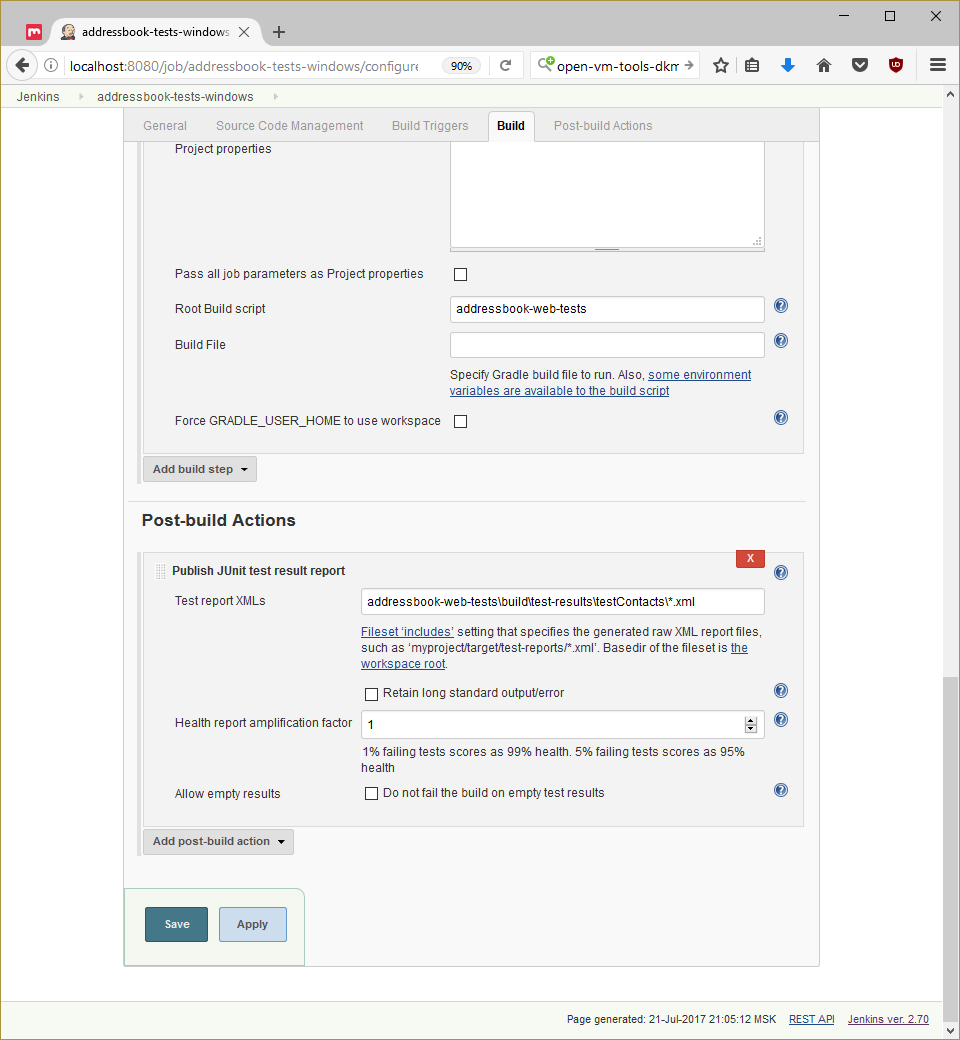 addressbook-tests-windows
localhost:8080/job/addressbook-tests-windows/configure
90%
open-vm-tools-dkm
Jenkins
addressbook-tests-windows
General
Source Code Management
Build Triggers
Build
Post-build Actions
Project properties
Pass all job parameters as Project properties
Root Build script
addressbook-web-tests
Build File
Specify Gradle build file to run. Also, some environment
variables are available to the build script
Force GRADLE_USER_HOME to use workspace
Add build step
Post-build Actions
X
Publish JUnit test result report
Test report XMLs
addressbook-web-tests\build\test-results\testContacts\*.xml
Fileset ‘includes’ setting that specifies the generated raw XML report files,
such as ‘myproject/target/test-reports/*.xml’. Basedir of the fileset is the
workspace root.
Retain long standard output/error
Health report amplification factor
1
1% failing tests scores as 99% health. 5% failing tests scores as 95%
health
Allow empty results
Do not fail the build on empty test results
Add post-build action
Save
Apply
Page generated: 21-Jul-2017 21:05:12 MSK
REST API
Jenkins ver. 2.70